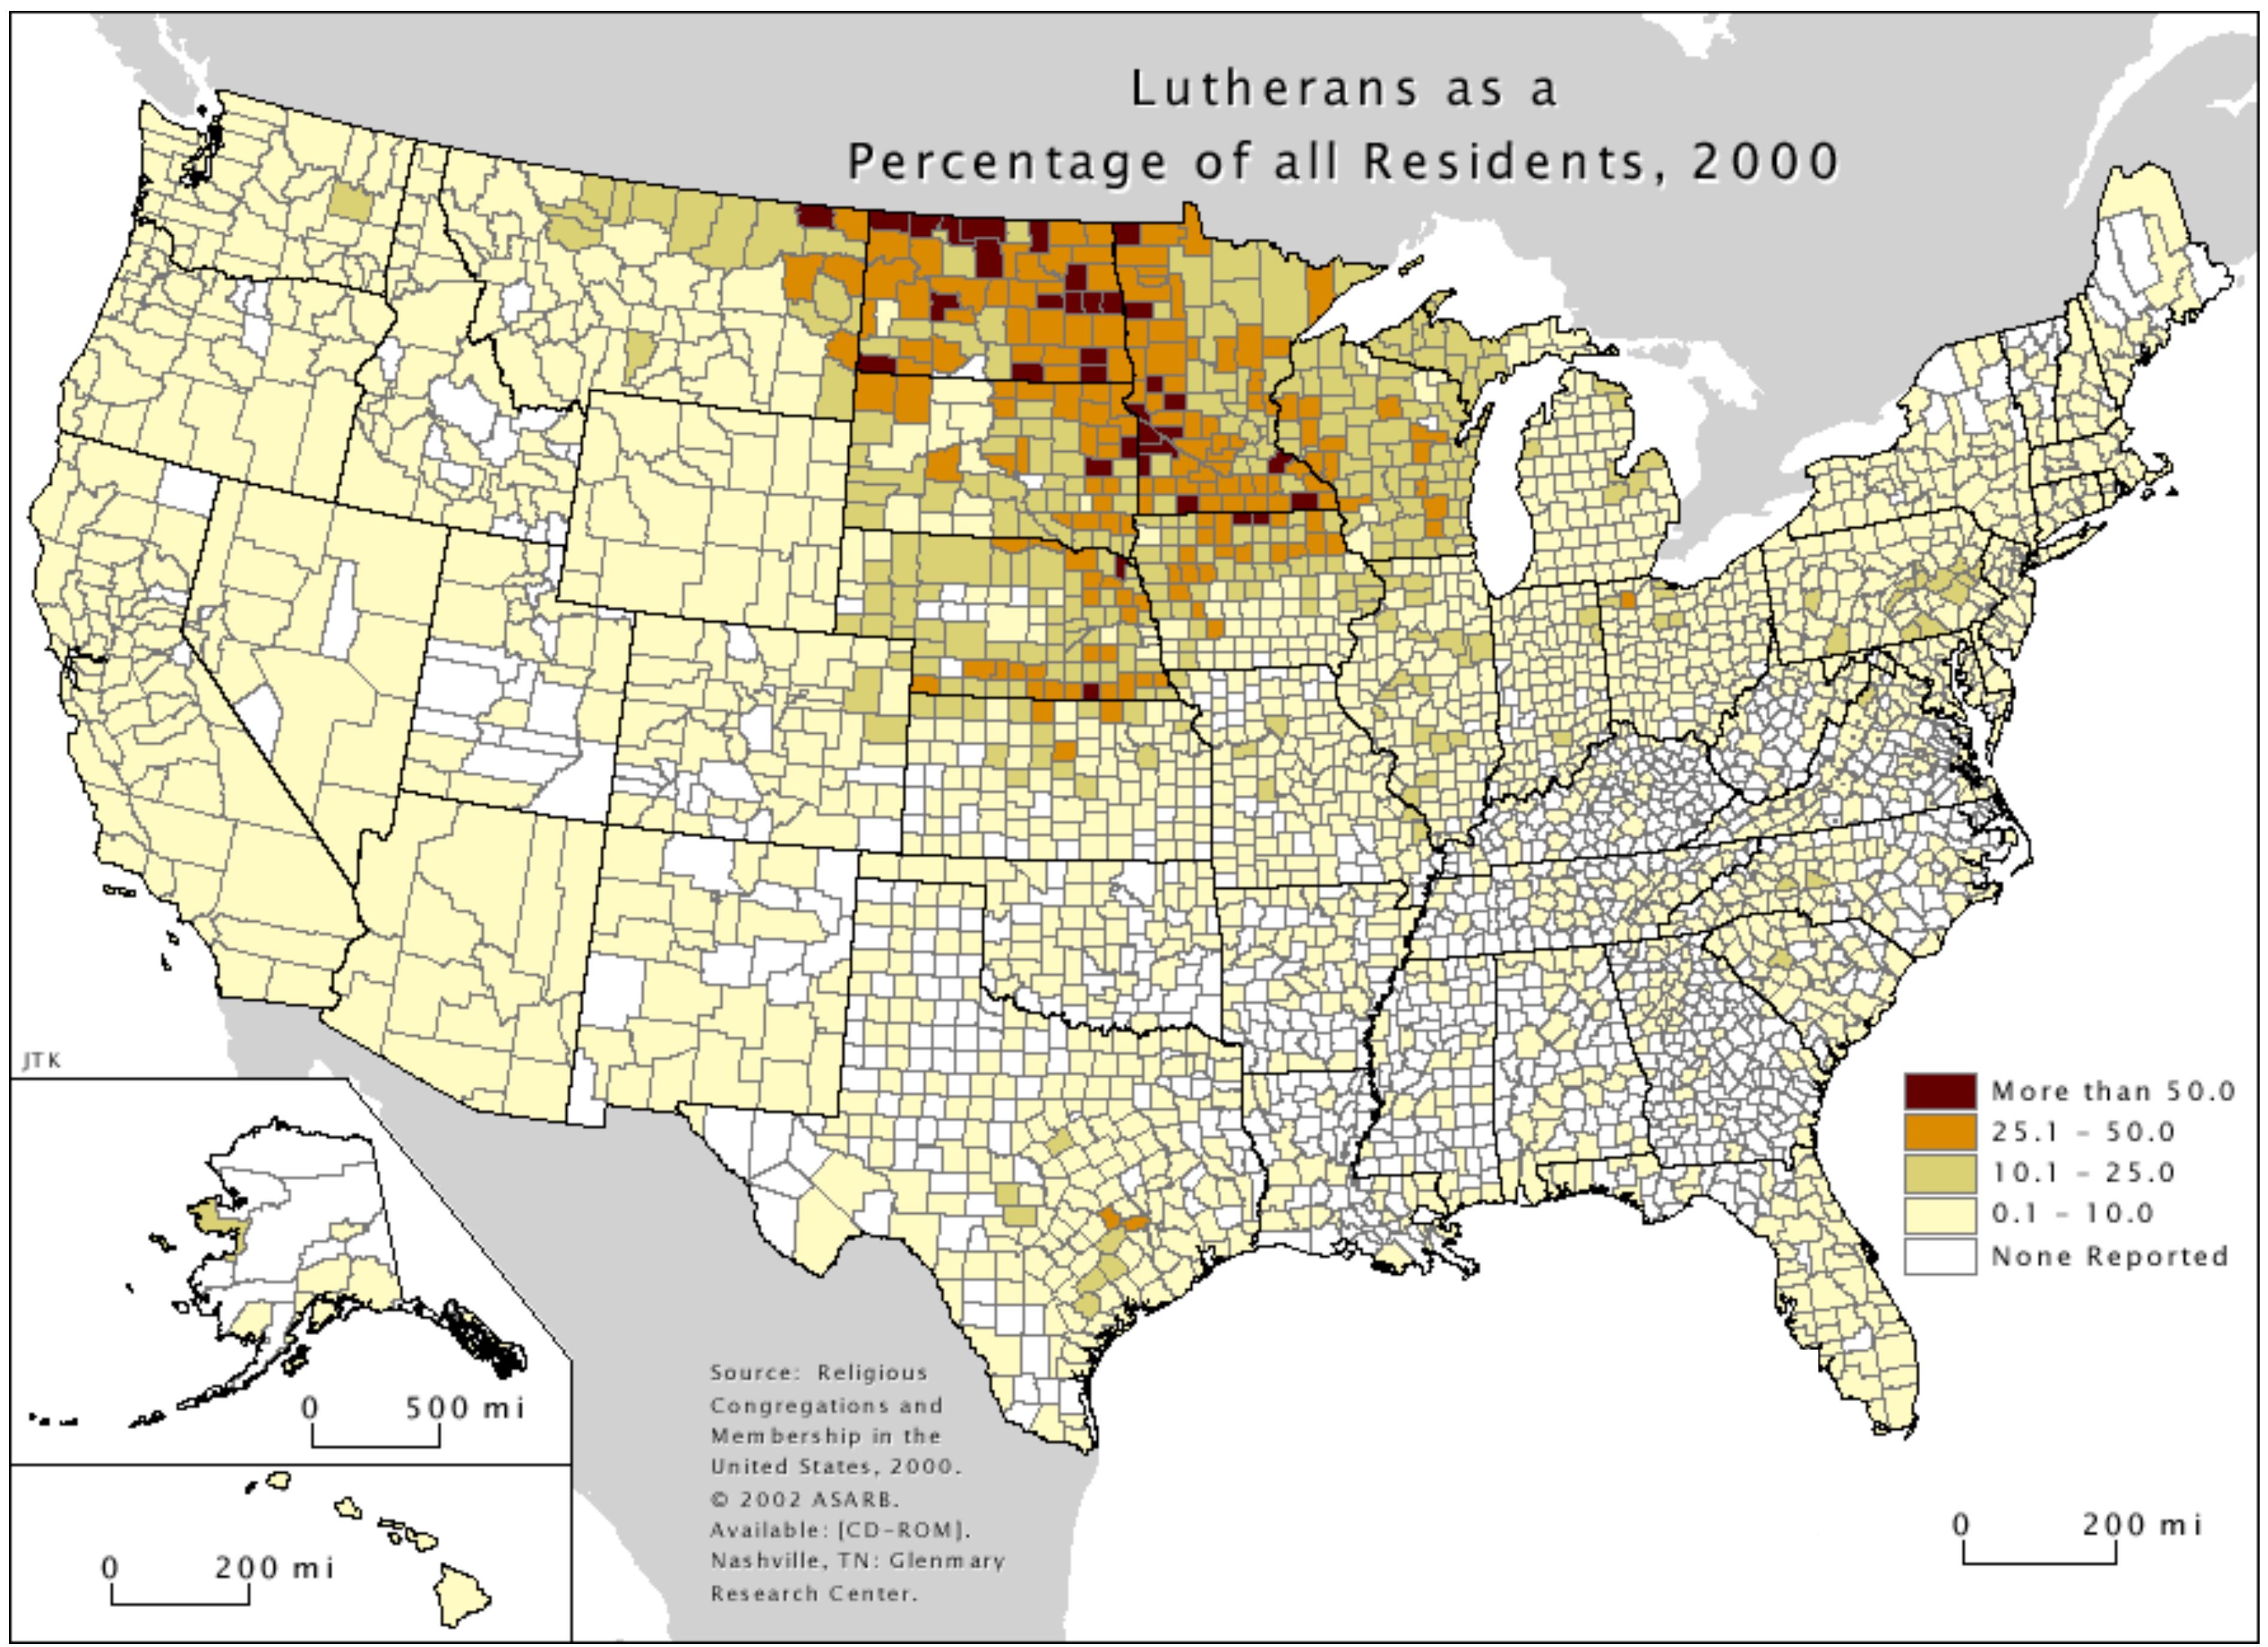 Lutherans as a
Percentage of all Residents, 2000
JTK
More than 50.0
25.1 – 50.0
10.1 – 25.0
0.1 – 10.0
None Reported
0 500 mi
0 200 mi
Source: Religious
Congregations and
Membership in the
United States, 2000.
© 2002 ASARB.
Available: [CD-ROM].
Nashville, TN: Glenmary
Research Center.
0 200 mi